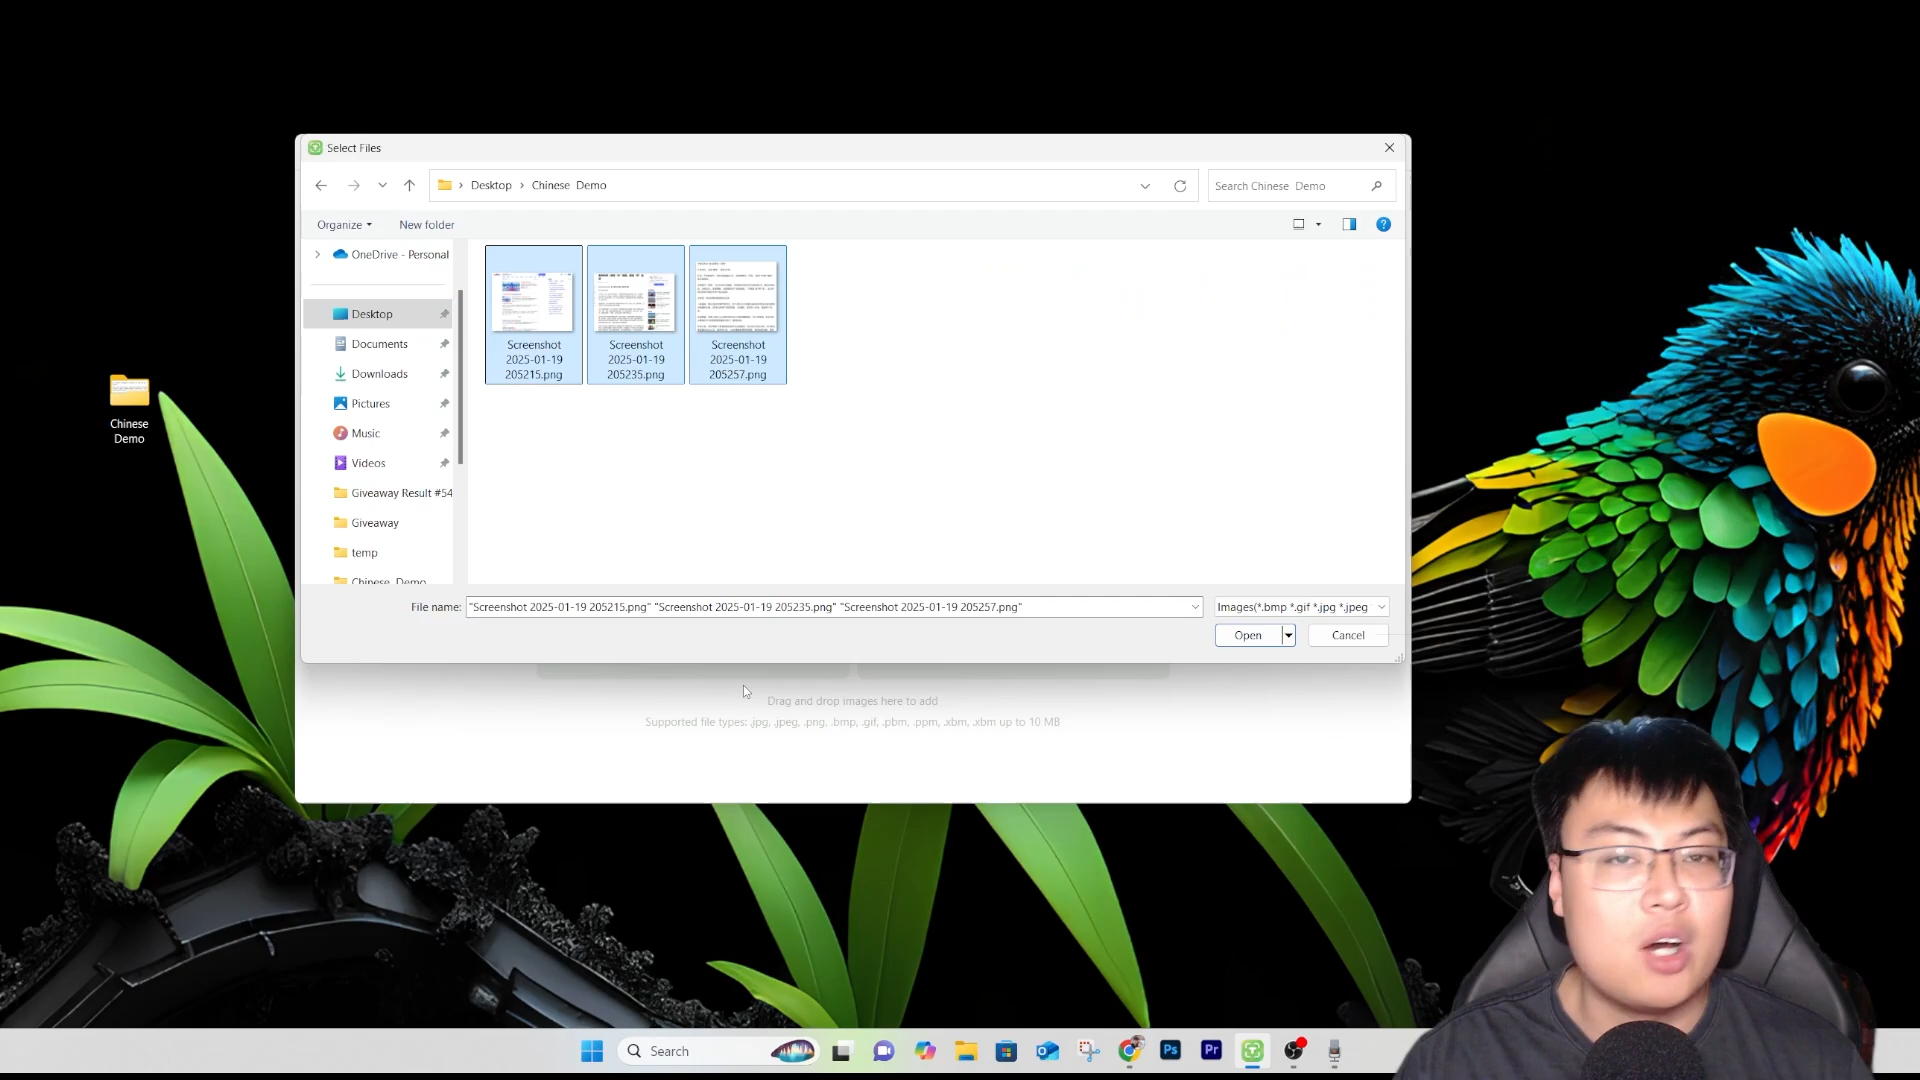 Select Files
Desktop > Chinese Demo
Search Chinese Demo
Organize
New folder
OneDrive - Personal
Desktop
Documents
Downloads
Pictures
Music
Videos
Giveaway Result #54
Giveaway
temp
Chinese Demo
Screenshot
2025-01-19
205215.png
Screenshot
2025-01-19
205235.png
Screenshot
2025-01-19
205257.png
File name:
"Screenshot 2025-01-19 205215.png" "Screenshot 2025-01-19 205235.png" "Screenshot 2025-01-19 205257.png"
Images(*.bmp *.gif *.jpg *.jpeg
Open
Cancel
Drag and drop images here to add
Supported file types: .jpg, .jpeg, .png, .bmp, .gif, .pbm, .ppm, .xbm, .xbm up to 10 MB
Chinese
Demo
Search
Ps
Pr